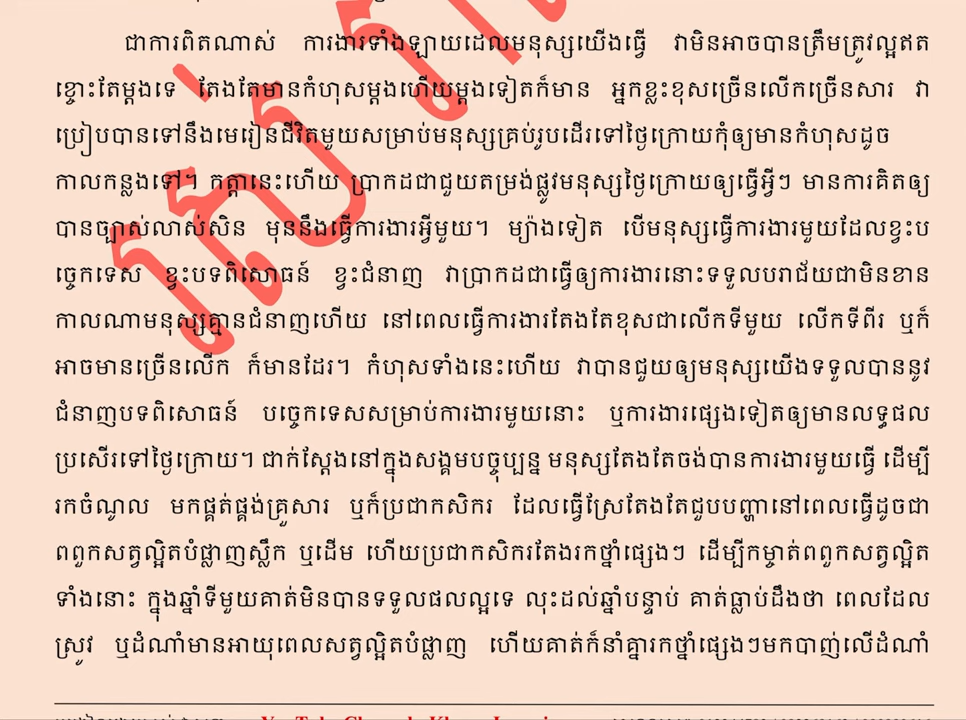 ជាការពិតណាស់ ការងារទាំងឡាយដេលមនុស្សយើងធ្វើ វាមិនអាចបានត្រឹមត្រូវល្អឥត
ខ្ចោះតែម្ដងទេ តែងតែមានកំហុសម្ដងហើយម្ដងទៀតក៏មាន អ្នកខ្លះខុសច្រើនលើកច្រើនសារ វា
ប្រៀបបានទៅនឹងមេរៀនជីវិតមួយសម្រាប់មនុស្សគ្រប់រូបដើរទៅថ្ងៃក្រោយកុំឲ្យមានកំហុសដូច
កាលកន្លងទៅ។ កត្តានេះហើយ ប្រាកដជាជួយតម្រង់ផ្លូវមនុស្សថ្ងៃក្រោយឲ្យធ្វើអ្វីៗ មានការគិតឲ្យ
បានច្បាស់លាស់សិន មុននឹងធ្វើការងារអ្វីមួយ។ ម្យ៉ាងទៀត បើមនុស្សធ្វើការងារមួយដែលខ្វះប
ច្ចេកទេស ខ្វះបទពិសោធន៍ ខ្វះជំនាញ វាប្រាកដជាធ្វើឲ្យការងារនោះទទួលបរាជ័យជាមិនខាន
កាលណាមនុស្សគ្មានជំនាញហើយ នៅពេលធ្វើការងារតែងតែខុសជាលើកទីមួយ លើកទីពីរ ឬក៏
អាចមានច្រើនលើក ក៏មានដែរ។ កំហុសទាំងនេះហើយ វាបានជួយឲ្យមនុស្សយើងទទួលបាននូវ
ជំនាញបទពិសោធន៍ បច្ចេកទេសសម្រាប់ការងារមួយនោះ ឬការងារផ្សេងទៀតឲ្យមានលទ្ធផល
ប្រសើរទៅថ្ងៃក្រោយ។ ជាក់ស្ដែងនៅក្នុងសង្គមបច្ចុប្បន្ន មនុស្សតែងតែចង់បានការងារមួយធ្វើ ដើម្បី
រកចំណូល មកផ្គត់ផ្គង់គ្រួសារ ឬក៏ប្រជាកសិករ ដែលធ្វើស្រែតែងតែជួបបញ្ហានៅពេលធ្វើដូចជា
ពពួកសត្វល្អិតបំផ្លាញស្លឹក ឬដើម ហើយប្រជាកសិករតែងរកថ្នាំផ្សេងៗ ដើម្បីកម្ចាត់ពពួកសត្វល្អិត
ទាំងនោះ ក្នុងឆ្នាំទីមួយគាត់មិនបានទទួលផលល្អទេ លុះដល់ឆ្នាំបន្ទាប់ គាត់ធ្លាប់ដឹងថា ពេលដែល
ស្រូវ ឬដំណាំមានអាយុពេលសត្វល្អិតបំផ្លាញ ហើយគាត់ក៏នាំគ្នារកថ្នាំផ្សេងៗមកបាញ់លើដំណាំ